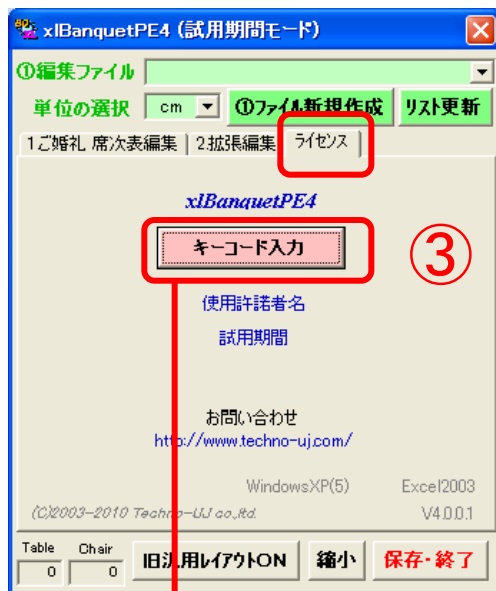 xlBanquetPE4 (試用期間モード)
①編集ファイル
単位の選択 cm ①ファイル新規作成 リスト更新
1ご婚礼 席次表編集 2拡張編集 ライセンス
xlBanquetPE4
キーコード入力 ③
使用許諾者名
試用期間
お問い合わせ
http://www.techno-uj.com/
WindowsXP(5) Excel2003
(C)2003-2010 Techno-UJ co.,ltd. V4.0.0.1
Table Chair
0 0 旧汎用レイアウトON 縮小 保存・終了